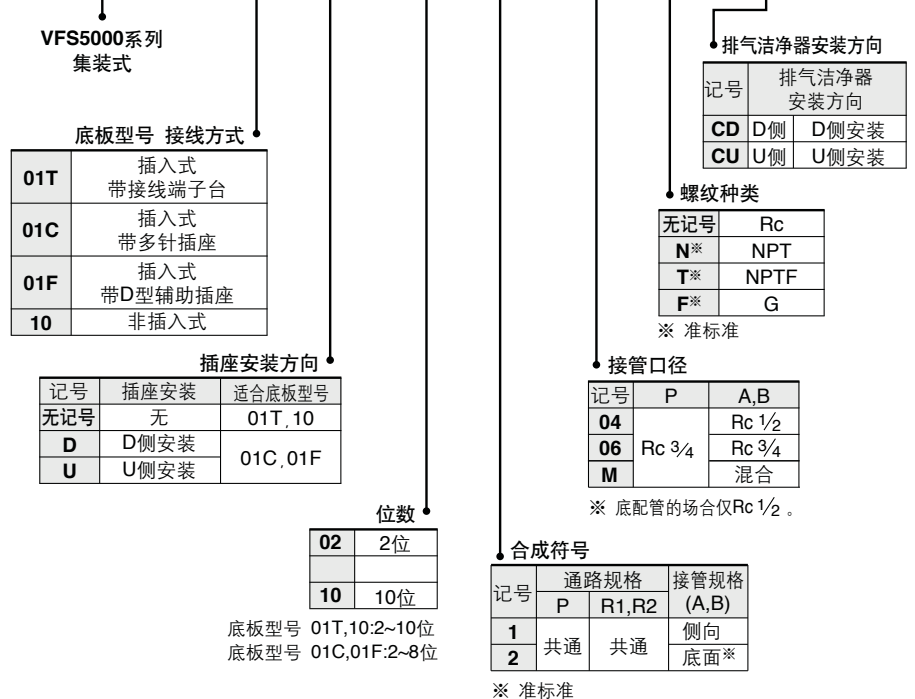 VFS5000系列
集装式
排气洁净器安装方向
记号 排气洁净器
安装方向
CD D侧 D侧安装
CU U侧 U侧安装
底板型号 接线方式
01T 插入式
带接线端子台
01C 插入式
带多针插座
01F 插入式
带D型辅助插座
10 非插入式
螺纹种类
无记号 Rc
N※ NPT
T※ NPTF
F※ G
※ 准标准
插座安装方向
记号 插座安装 适合底板型号
无记号 无 01T,10
D D侧安装 01C,01F
U U侧安装
接管口径
记号 P A,B
04 Rc 3/4 Rc 1/2
06 Rc 3/4
M 混合
※ 底配管的场合仅Rc 1/2 。
位数
02 2位
10 10位
底板型号 01T,10:2~10位
底板型号 01C,01F:2~8位
合成符号
记号 通路规格 接管规格
P R1,R2 (A,B)
1 共通 共通 侧向
2 底面※
※ 准标准